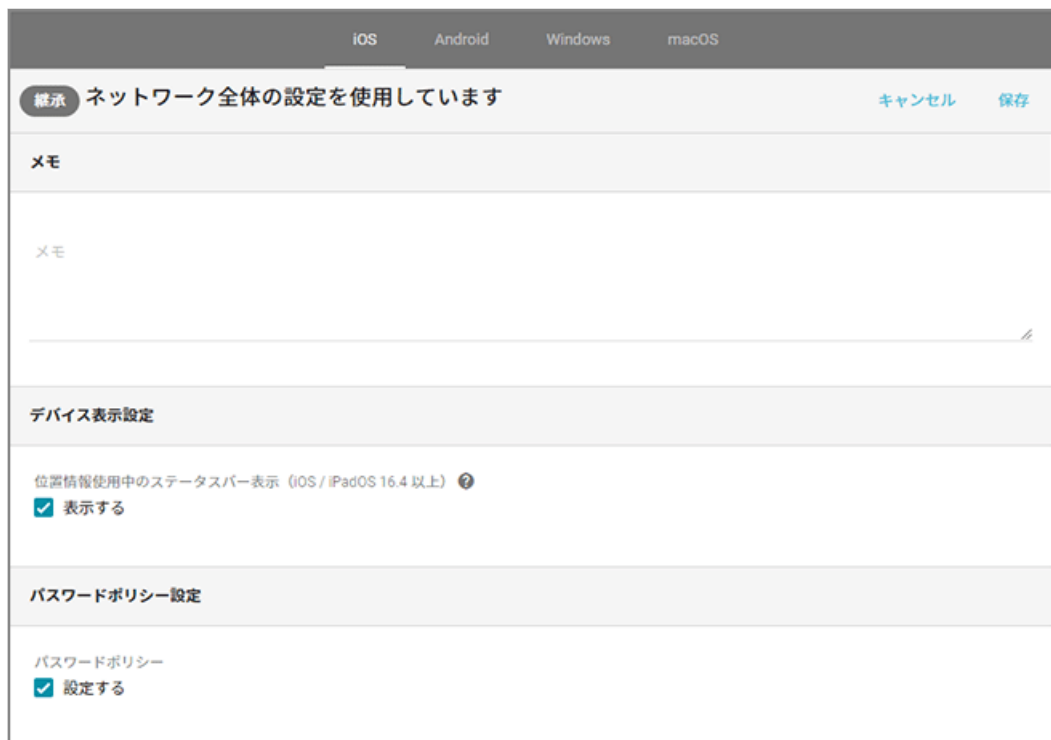 iOS Android Windows macOS
継承 ネットワーク全体の設定を使用しています キャンセル 保存
メモ
メモ
デバイス表示設定
位置情報使用中のステータスバー表示（iOS / iPadOS 16.4 以上） ?
表示する
パスワードポリシー設定
パスワードポリシー
設定する